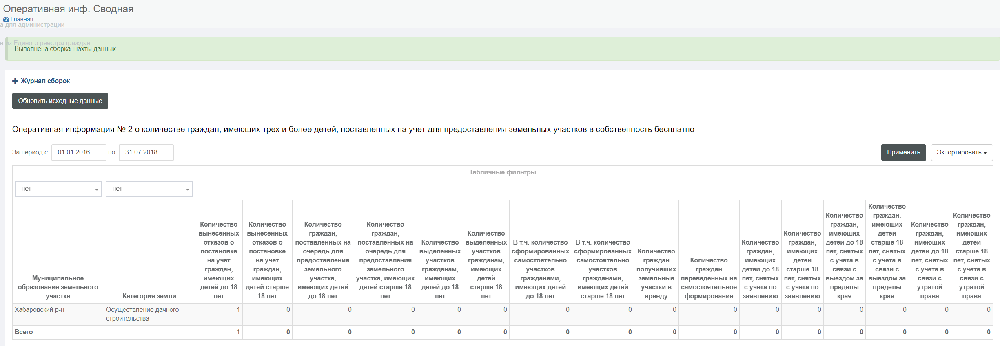 Оперативная инф. Сводная
Главная
а для администрации
а из Единого реестра граждан
Выполнена сборка шахты данных.
Журнал сборок
Обновить исходные данные
Оперативная информация № 2 о количестве граждан, имеющих трех и более детей, поставленных на учет для предоставления земельных участков в собственность бесплатно
За период с 01.01.2016 по 31.07.2018 Применить Экпортировать
Табличные фильтры
нет нет
Муниципальное
образование земельного
участка
Категория земли
Количество
вынесенных
отказов о
постановке
на учет
граждан,
имеющих
детей до 18
лет
Количество
вынесенных
отказов о
постановке
на учет
граждан,
имеющих
детей старше
18 лет
Количество
граждан,
поставленных на
очередь для
предоставления
земельного
участка,
имеющих детей
до 18 лет
Количество
граждан,
поставленных на
очередь для
предоставления
земельного
участка, имеющих
детей старше 18
лет
Количество
выделенных
участков
гражданам,
имеющих
детей до 18
лет
Количество
выделенных
участков
гражданам,
имеющих
детей
старше 18
лет
В т.ч. количество
сформированных
самостоятельно
участков
гражданами,
имеющих детей
до 18 лет
В т.ч. количество
сформированных
самостоятельно
участков
гражданами,
имеющих детей
старше 18 лет
Количество
граждан
получивших
земельные
участки в
аренду
Количество
граждан
переведенных на
самостоятельное
формирование
Количество
граждан,
имеющих
детей до 18
лет, снятых
с учета по
заявлению
Количество
граждан,
имеющих
детей
старше 18
лет, снятых
с учета по
заявлению
Количество
граждан,
имеющих
детей до 18
лет, снятых
с учета в
связи с
выездом за
пределы
края
Количество
граждан,
имеющих
детей
старше 18
лет, снятых
с учета в
связи с
выездом за
пределы
края
Количество
граждан,
имеющих
детей до 18
лет, снятых
с учета в
связи с
утратой
права
Количество
граждан,
имеющих
детей
старше 18
лет, снятых
с учета в
связи с
утратой
права
Хабаровский р-н Осуществление дачного 1 0 0 0 0 0 0 0 0 0 0 0 0 0 0 0
строительства
Всего 1 0 0 0 0 0 0 0 0 0 0 0 0 0 0 0